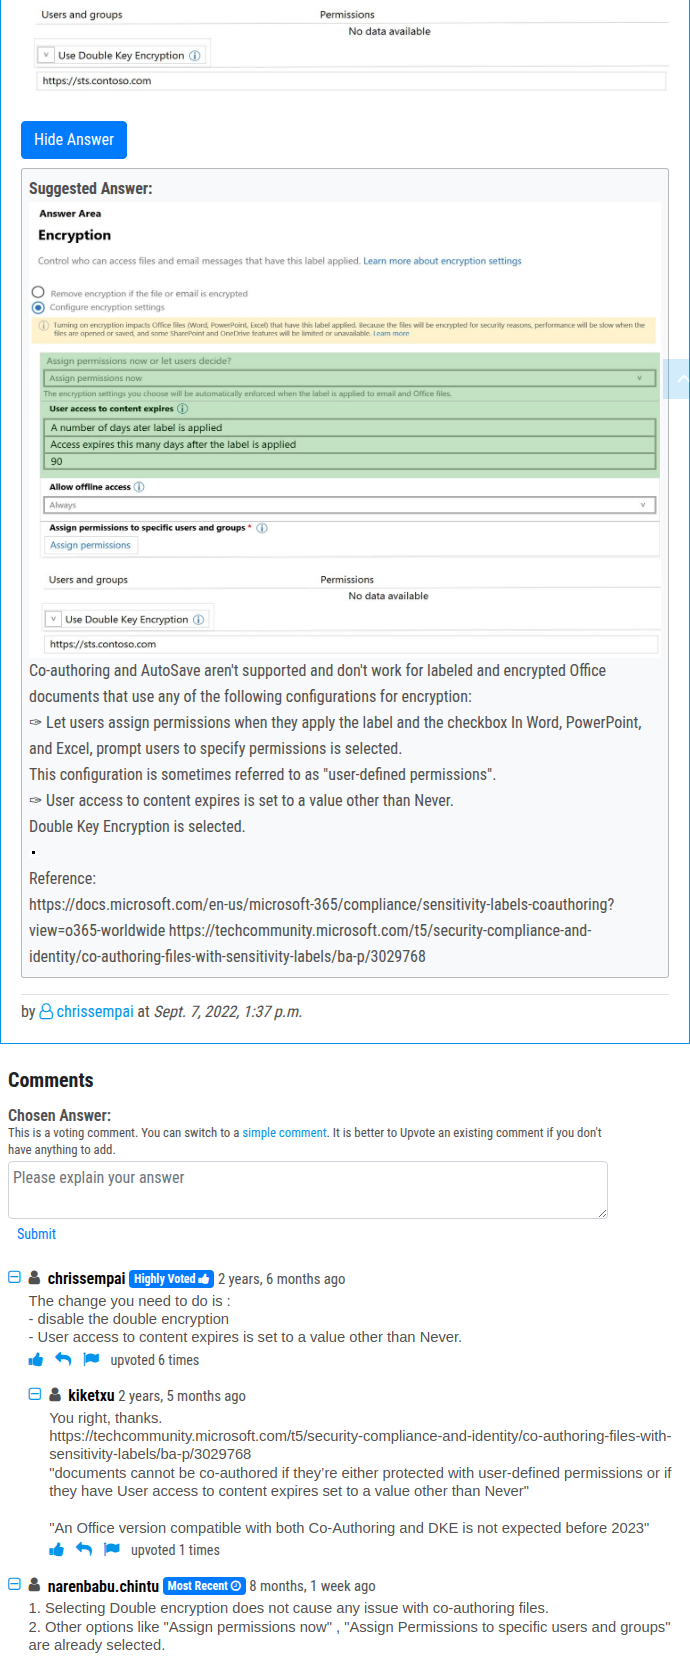 Users and groups Permissions
No data available
Use Double Key Encryption
https://sts.contoso.com
Hide Answer
Suggested Answer:
Answer Area
Encryption
Control who can access files and email messages that have this label applied. Learn more about encryption settings
Remove encryption if the file or email is encrypted
Configure encryption settings
Turning on encryption impacts Office files (Word, PowerPoint, Excel) that have this label applied. Because the files will be encrypted for security reasons, performance will be slow when the
files are opened or saved, and some SharePoint and OneDrive features will be limited or unavailable. Learn more
Assign permissions now or let users decide?
Assign permissions now
The encryption settings you choose will be automatically enforced when the label is applied to email and Office files.
User access to content expires
A number of days ater label is applied
Access expires this many days after the label is applied
90
Allow offline access
Always
Assign permissions to specific users and groups *
Assign permissions
Users and groups Permissions
No data available
Use Double Key Encryption
https://sts.contoso.com
Co-authoring and AutoSave aren't supported and don't work for labeled and encrypted Office
documents that use any of the following configurations for encryption:
✑ Let users assign permissions when they apply the label and the checkbox In Word, PowerPoint,
and Excel, prompt users to specify permissions is selected.
This configuration is sometimes referred to as "user-defined permissions".
✑ User access to content expires is set to a value other than Never.
Double Key Encryption is selected.
Reference:
https://docs.microsoft.com/en-us/microsoft-365/compliance/sensitivity-labels-coauthoring?
view=o365-worldwide https://techcommunity.microsoft.com/t5/security-compliance-and-
identity/co-authoring-files-with-sensitivity-labels/ba-p/3029768
by chrissempai at Sept. 7, 2022, 1:37 p.m.
Comments
Chosen Answer:
This is a voting comment. You can switch to a simple comment. It is better to Upvote an existing comment if you don't
have anything to add.
Please explain your answer
Submit
chrissempai Highly Voted 2 years, 6 months ago
The change you need to do is :
- disable the double encryption
- User access to content expires is set to a value other than Never.
upvoted 6 times
kiketxu 2 years, 5 months ago
You right, thanks.
https://techcommunity.microsoft.com/t5/security-compliance-and-identity/co-authoring-files-with-
sensitivity-labels/ba-p/3029768
"documents cannot be co-authored if they're either protected with user-defined permissions or if
they have User access to content expires set to a value other than Never"
"An Office version compatible with both Co-Authoring and DKE is not expected before 2023"
upvoted 1 times
narenbabu.chintu Most Recent 8 months, 1 week ago
1. Selecting Double encryption does not cause any issue with co-authoring files.
2. Other options like "Assign permissions now" , "Assign Permissions to specific users and groups"
are already selected.